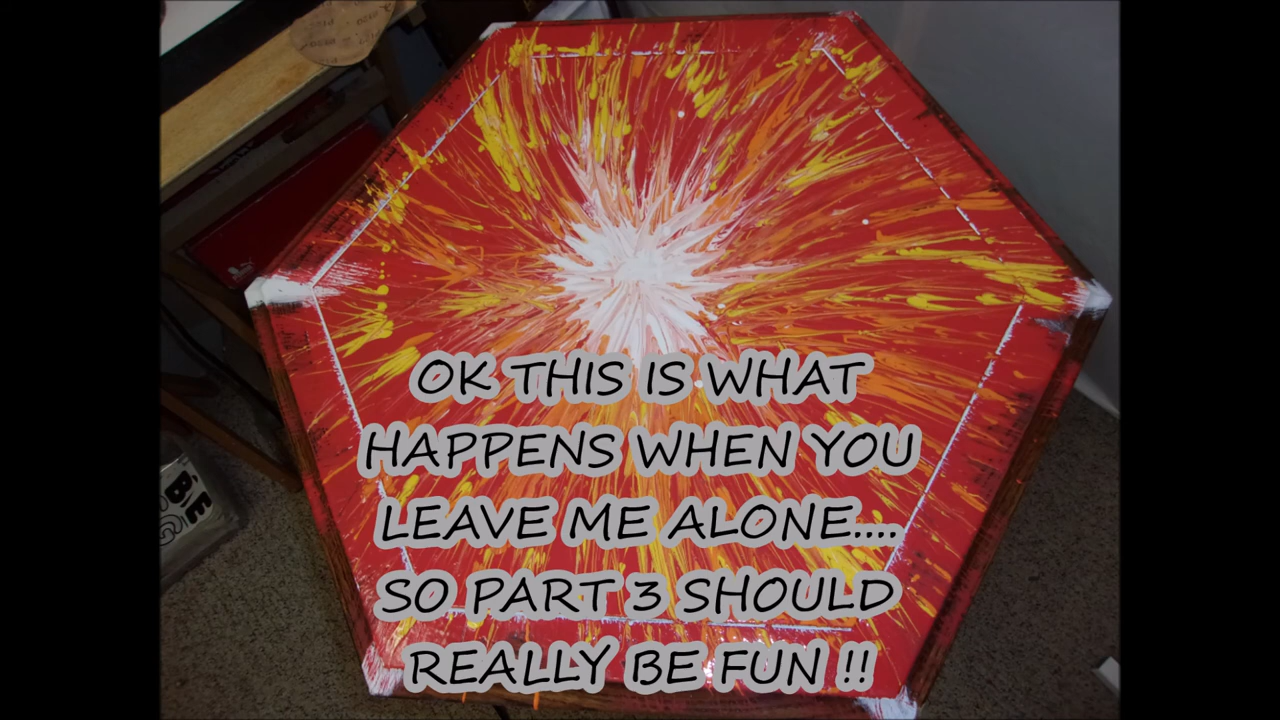 OK THIS IS WHAT
HAPPENS WHEN YOU
LEAVE ME ALONE....
SO PART 3 SHOULD
REALLY BE FUN !!